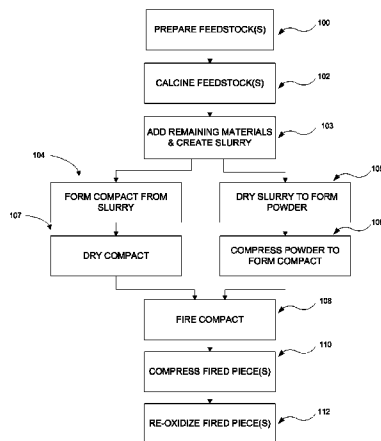 PREPARE FEEDSTOCK(S)
100
CALCINE FEEDSTOCK(S)
102
ADD REMAINING MATERIALS
& CREATE SLURRY
103
104
FORM COMPACT FROM
SLURRY
DRY SLURRY TO FORM
POWDER
107
DRY COMPACT
COMPRESS POWDER TO
FORM COMPACT
FIRE COMPACT
108
COMPRESS FIRED PIECE(S)
110
RE-OXIDIZE FIRED PIECE(S)
112